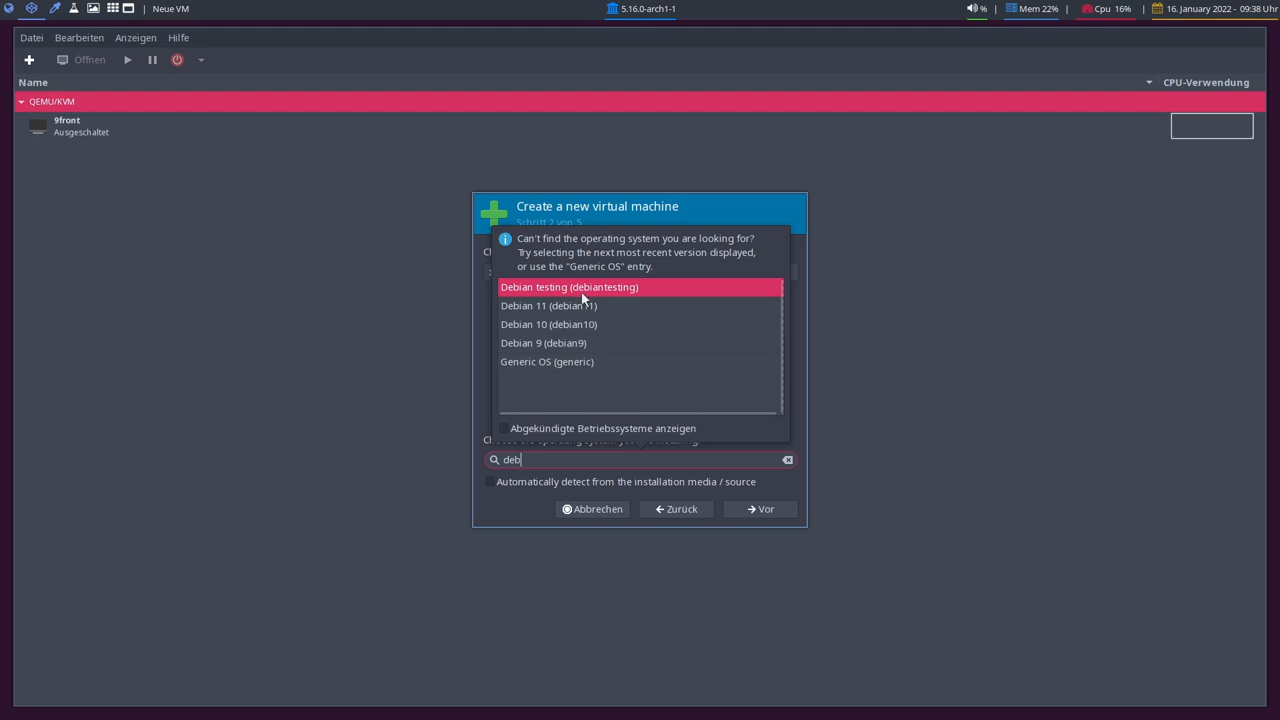 Neue VM
5.16.0-arch1-1
% | Mem 22% | Cpu 16% | 16. January 2022 - 09:38 Uhr
Datei Bearbeiten Anzeigen Hilfe
Öffnen
Name CPU-Verwendung
QEMU/KVM
9front
Ausgeschaltet
Create a new virtual machine
Schritt 2 von 5
Can't find the operating system you are looking for?
Try selecting the next most recent version displayed,
or use the "Generic OS" entry.
Debian testing (debiantesting)
Debian 11 (debian11)
Debian 10 (debian10)
Debian 9 (debian9)
Generic OS (generic)
Abgekündigte Betriebssysteme anzeigen
deb
Automatically detect from the installation media / source
Abbrechen Zurück Vor